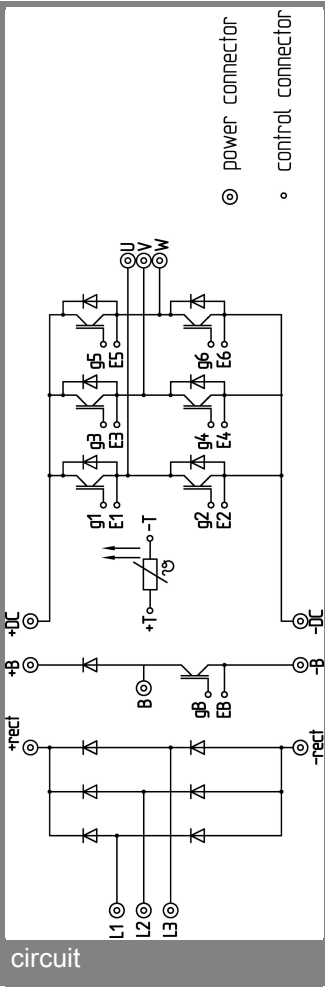 L1
L2
L3
+rect
-rect
+B
-B
B
gB
EB
+DC
-DC
+T
-T
ϑ
g1
E1
g3
E3
g5
E5
g2
E2
g4
E4
g6
E6
U
V
W
power connector
control connector
circuit